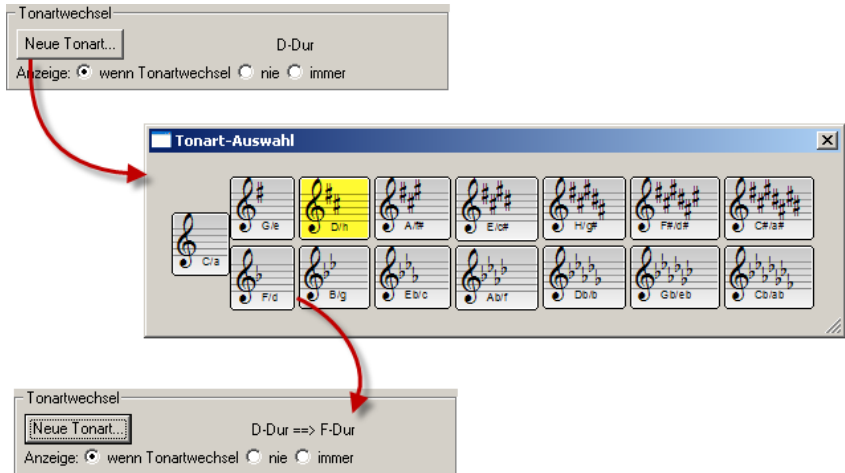 Tonartwechsel
Neue Tonart... D-Dur
Anzeige: wenn Tonartwechsel nie immer
Tonart-Auswahl
C/a
G/e D/h A/f# E/c# H/g# F#/d# C#/a#
F/d B/g Eb/c Ab/f Db/b Gb/eb Cb/ab
Tonartwechsel
Neue Tonart... D-Dur ==> F-Dur
Anzeige: wenn Tonartwechsel nie immer